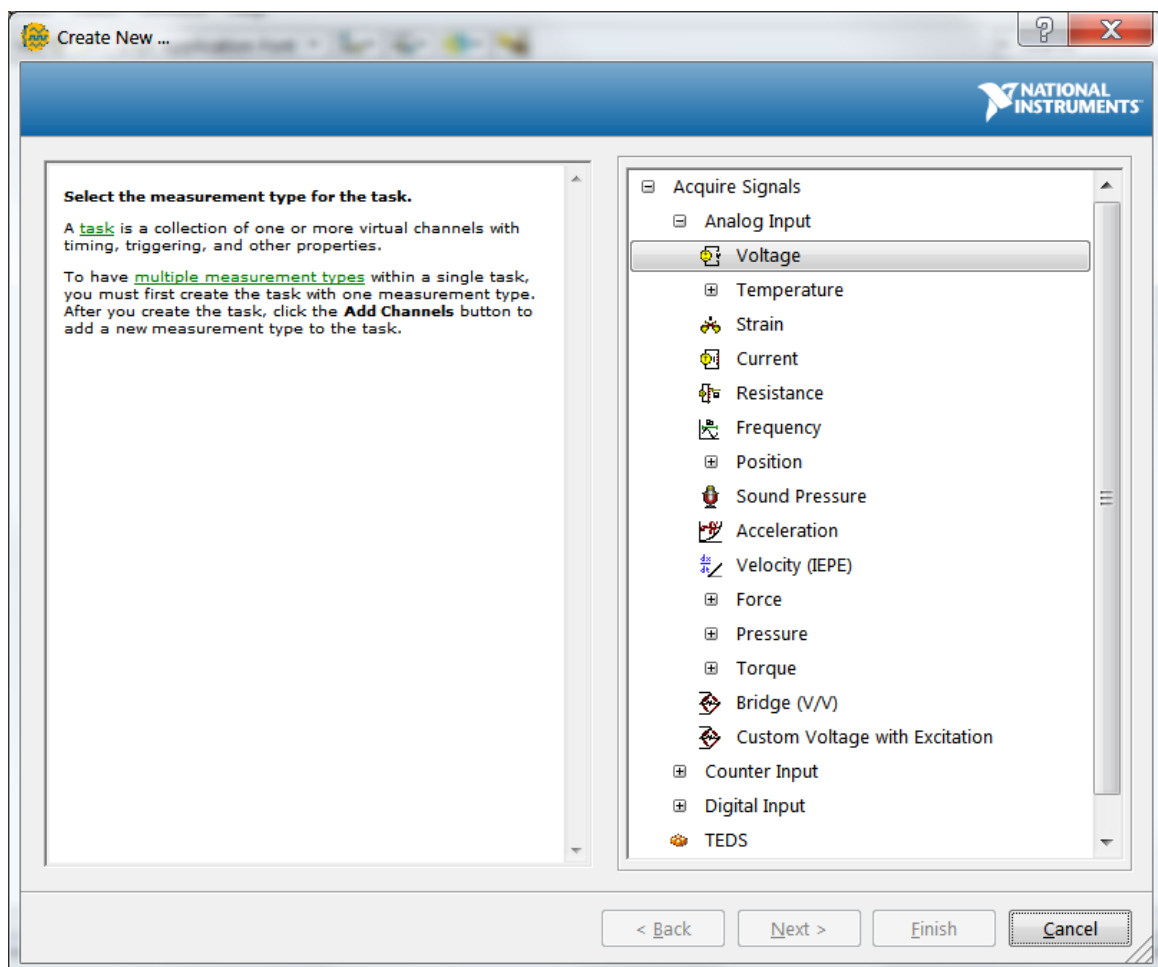 Create New ...
NATIONAL
INSTRUMENTS
Select the measurement type for the task.
A task is a collection of one or more virtual channels with
timing, triggering, and other properties.
To have multiple measurement types within a single task,
you must first create the task with one measurement type.
After you create the task, click the Add Channels button to
add a new measurement type to the task.
Acquire Signals
Analog Input
Voltage
Temperature
Strain
Current
Resistance
Frequency
Position
Sound Pressure
Acceleration
Velocity (IEPE)
Force
Pressure
Torque
Bridge (V/V)
Custom Voltage with Excitation
Counter Input
Digital Input
TEDS
< Back
Next >
Finish
Cancel